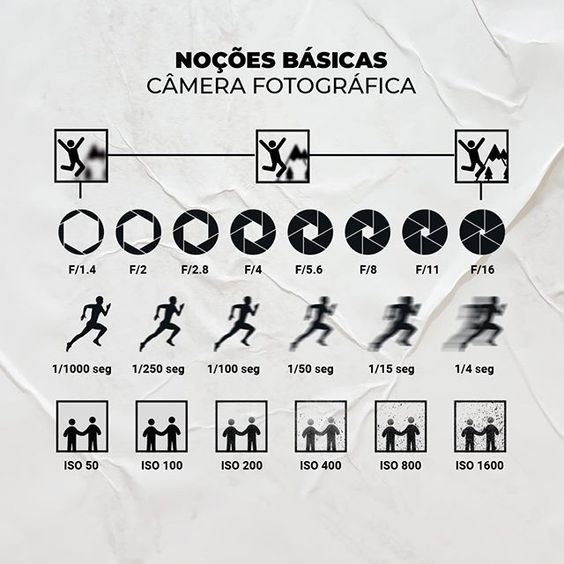 NOÇÕES BÁSICAS
CÂMERA FOTOGRÁFICA
F/1.4 F/2 F/2.8 F/4 F/5.6 F/8 F/11 F/16
1/1000 seg 1/250 seg 1/100 seg 1/50 seg 1/15 seg 1/4 seg
ISO 50 ISO 100 ISO 200 ISO 400 ISO 800 ISO 1600